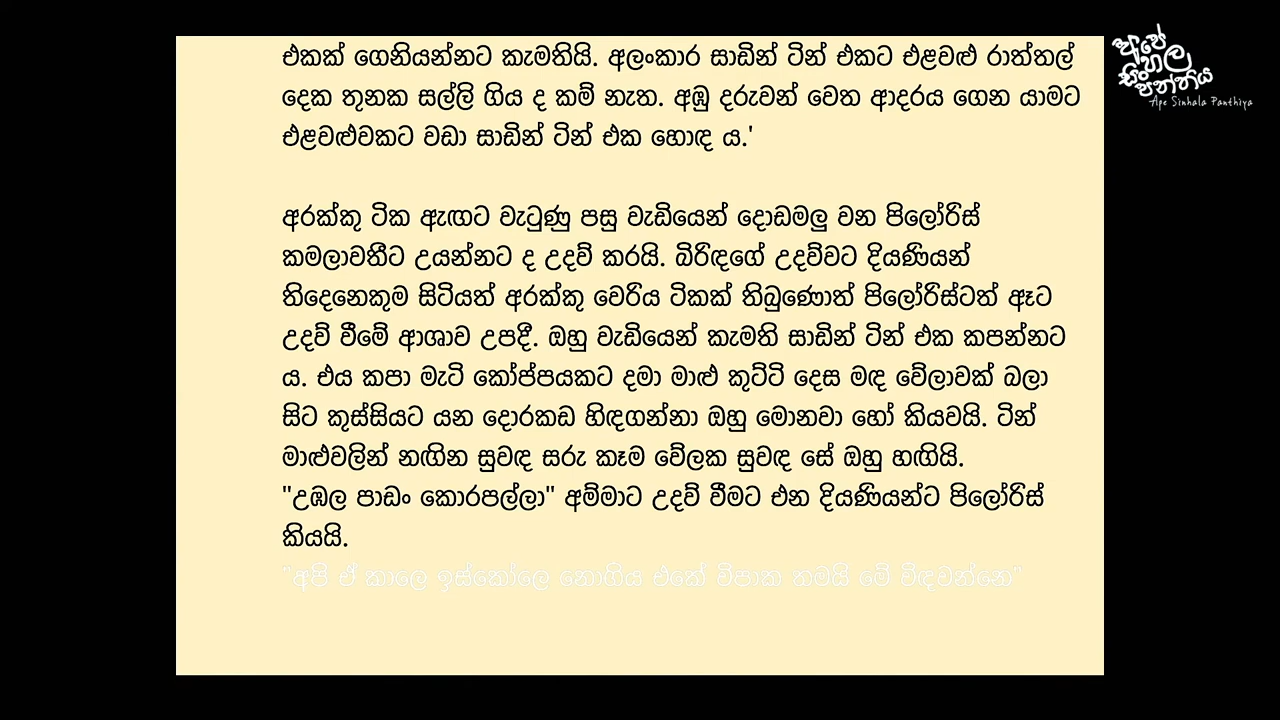 එකක් ගෙනියන්නට කැමතියි. අලංකාර සාඩින් ටින් එකට එළවළු රාත්තල්
දෙක තුනක සල්ලි ගිය ද කම් නැත. අඹු දරුවන් වෙත ආදරය ගෙන යාමට
එළවළුවකට වඩා සාඩින් ටින් එක හොඳ ය.'
අරක්කු ටික ඇඟට වැටුණු පසු වැඩියෙන් දොඩමලු වන පිලෝරිස්
කමලාවතීට උයන්නට ද උදව් කරයි. බිරිඳගේ උදව්වට දියණියන්
තිදෙනෙකුම සිටියත් අරක්කු වෙරිය ටිකක් තිබුණොත් පිලෝරිස්ටත් ඈට
උදව් වීමේ ආශාව උපදී. ඔහු වැඩියෙන් කැමති සාඩින් ටින් එක කපන්නට
ය. එය කපා මැටි කෝප්පයකට දමා මාළු කුට්ටි දෙස මඳ වේලාවක් බලා
සිට කුස්සියට යන දොරකඩ හිඳගන්නා ඔහු මොනවා හෝ කියවයි. ටින්
මාළුවලින් නඟින සුවඳ සරු කෑම වේලක සුවඳ සේ ඔහු හඟියි.
"උඹල පාඩං කොරපල්ලා" අම්මාට උදව් වීමට එන දියණියන්ට පිලෝරිස්
කියයි.
"අපි ඒ කාලෙ ඉස්කෝලෙ නොගිය එකේ විපාක තමයි මේ විඳවන්නෙ"
අපේ
සිංහල
පන්තිය
Ape Sinhala Panthiya